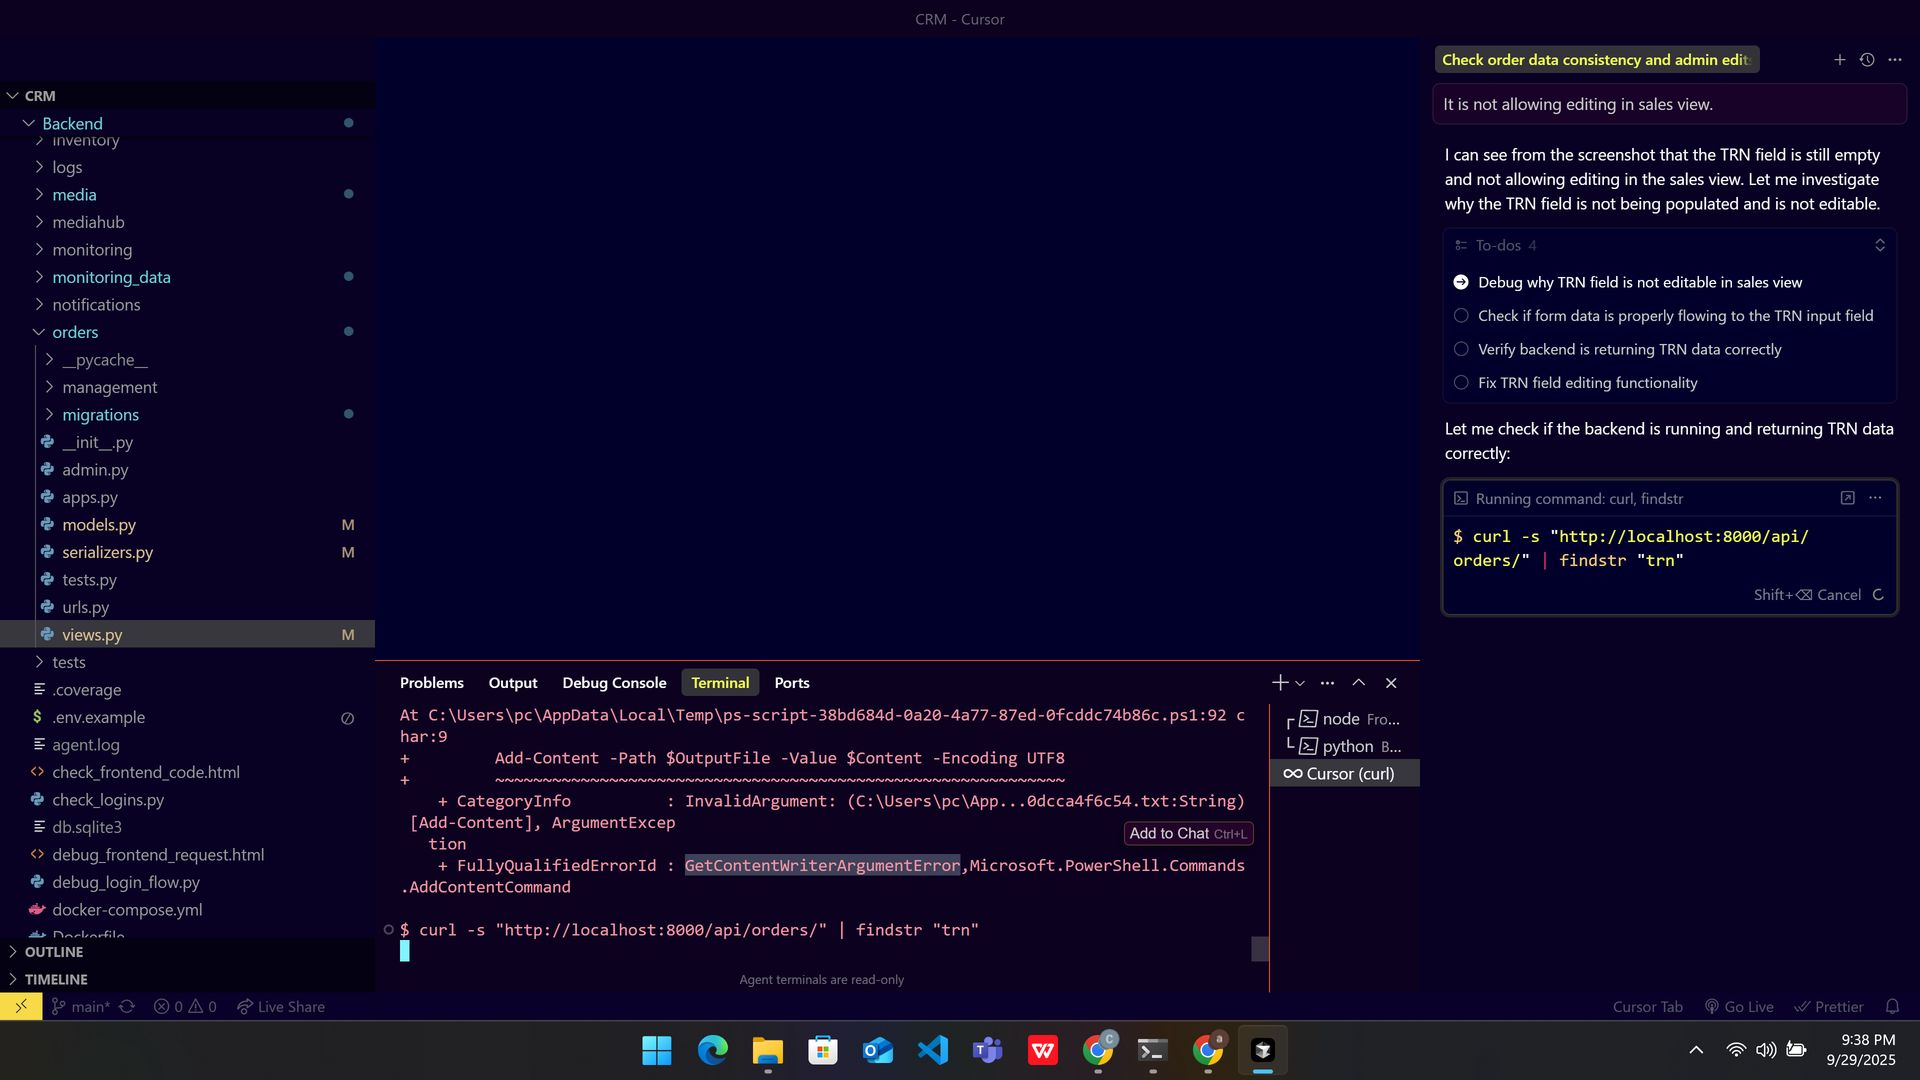 CRM - Cursor
CRM
Backend
inventory
logs
media
mediahub
monitoring
monitoring_data
notifications
orders
__pycache__
management
migrations
__init__.py
admin.py
apps.py
models.py M
serializers.py M
tests.py
urls.py
views.py M
tests
.coverage
.env.example
agent.log
check_frontend_code.html
check_logins.py
db.sqlite3
debug_frontend_request.html
debug_login_flow.py
docker-compose.yml
Dockerfile
OUTLINE
TIMELINE
Problems Output Debug Console Terminal Ports
At C:\Users\pc\AppData\Local\Temp\ps-script-38bd684d-0a20-4a77-87ed-0fcddc74b86c.ps1:92 c
har:9
+         Add-Content -Path $OutputFile -Value $Content -Encoding UTF8
+         ~~~~~~~~~~~~~~~~~~~~~~~~~~~~~~~~~~~~~~~~~~~~~~~~~~~~~~~~~~~~
    + CategoryInfo          : InvalidArgument: (C:\Users\pc\App...0dcca4f6c54.txt:String)
 [Add-Content], ArgumentExcep
   tion
    + FullyQualifiedErrorId : GetContentWriterArgumentError,Microsoft.PowerShell.Commands
.AddContentCommand
Add to Chat Ctrl+L
$ curl -s "http://localhost:8000/api/orders/" | findstr "trn"
Agent terminals are read-only
node Fro...
python B...
Cursor (curl)
Check order data consistency and admin edit
It is not allowing editing in sales view.
I can see from the screenshot that the TRN field is still empty
and not allowing editing in the sales view. Let me investigate
why the TRN field is not being populated and is not editable.
To-dos 4
Debug why TRN field is not editable in sales view
Check if form data is properly flowing to the TRN input field
Verify backend is returning TRN data correctly
Fix TRN field editing functionality
Let me check if the backend is running and returning TRN data
correctly:
Running command: curl, findstr
$ curl -s "http://localhost:8000/api/
orders/" | findstr "trn"
Shift+⌫ Cancel
main* 0 0 Live Share
Cursor Tab Go Live Prettier
9:38 PM
9/29/2025